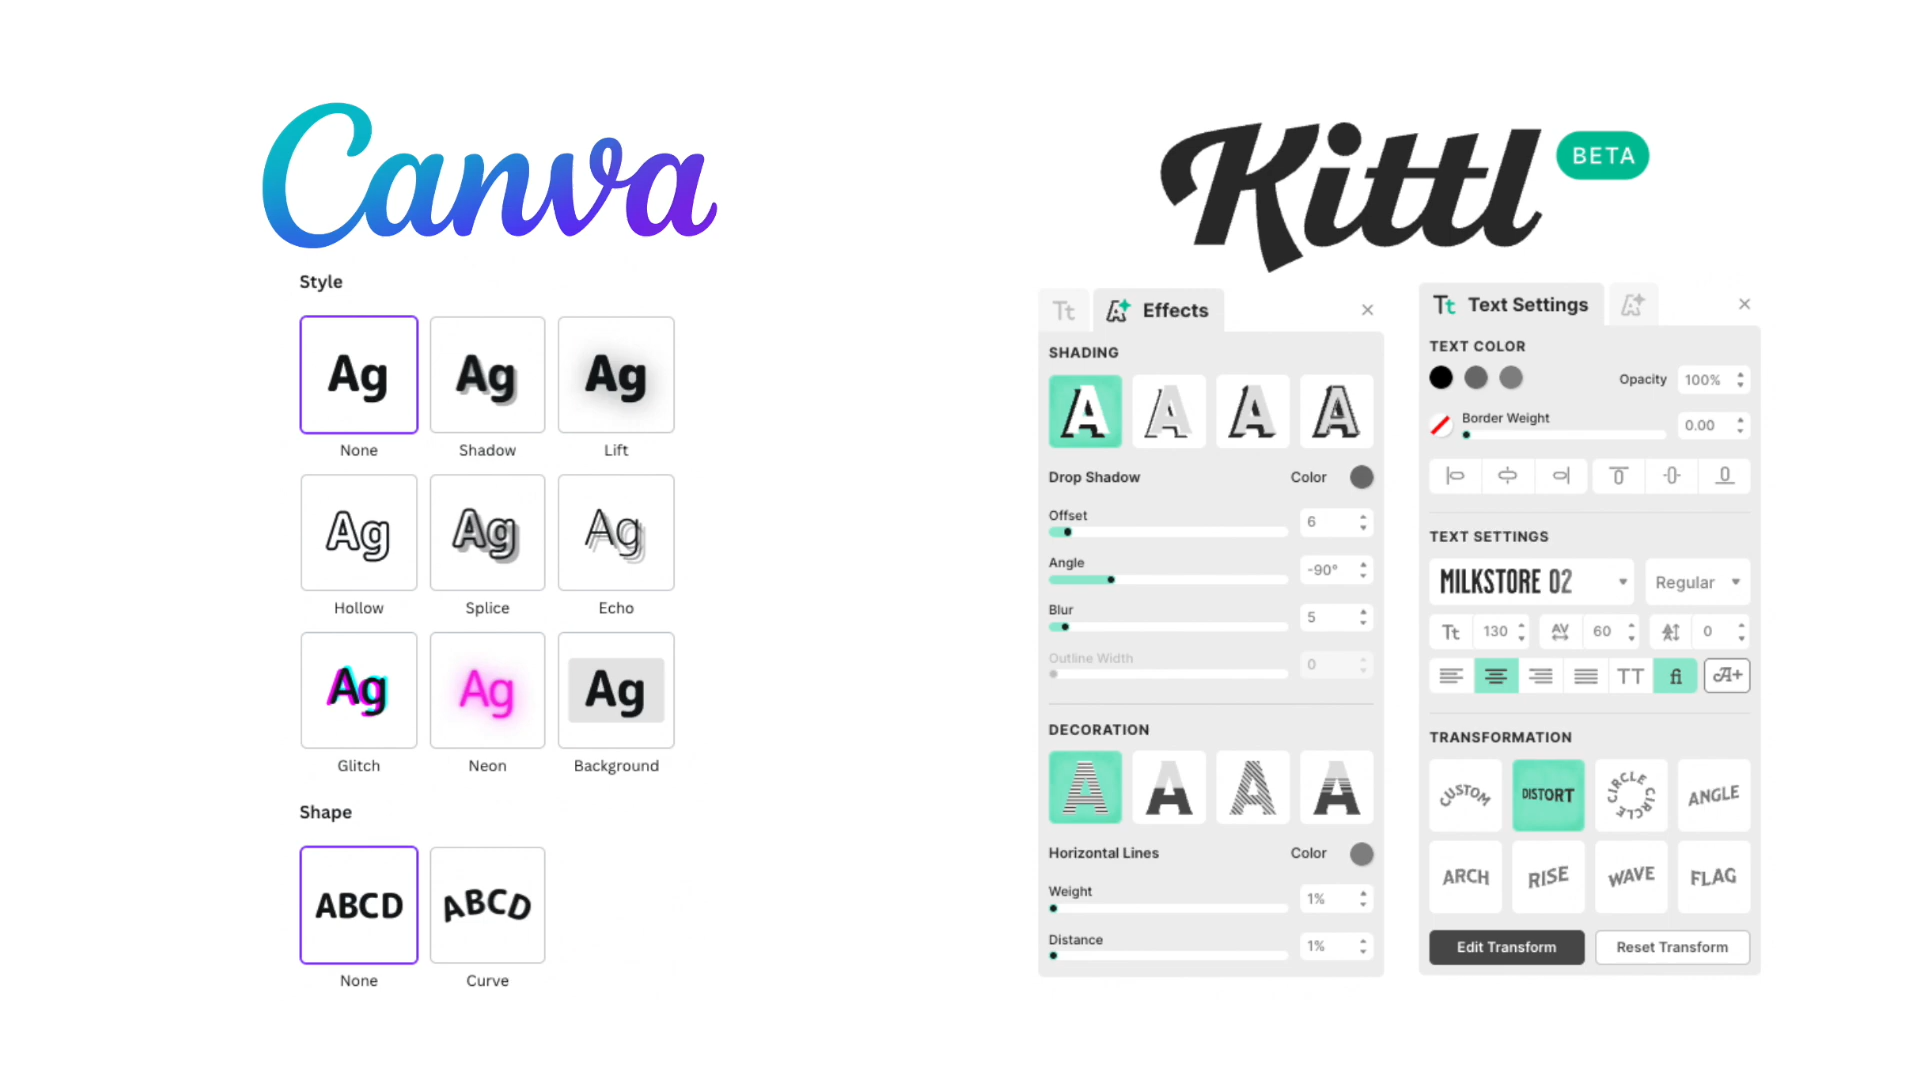 Canva
Style
Ag Ag Ag
None Shadow Lift
Ag Ag Ag
Hollow Splice Echo
Ag Ag Ag
Glitch Neon Background
Shape
ABCD ABCD
None Curve
Kittl BETA
Tt A Effects ×
SHADING
A A A A
Drop Shadow Color
Offset 6
Angle -90°
Blur 5
Outline Width 0
DECORATION
A A A A
Horizontal Lines Color
Weight 1%
Distance 1%
Tt Text Settings A ×
TEXT COLOR
Opacity 100%
Border Weight 0.00
TEXT SETTINGS
MILKSTORE 02 Regular
Tt 130 AV 60 AA 0
TT fi A+
TRANSFORMATION
CUSTOM DISTORT CIRCLE CIRCLE ANGLE
ARCH RISE WAVE FLAG
Edit Transform Reset Transform